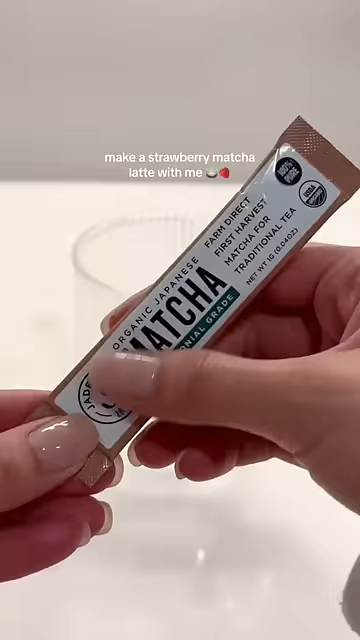 make a strawberry matcha
latte with me 🍵🍓
ORGANIC JAPANESE
MATCHA
FARM DIRECT
FIRST HARVEST
MATCHA FOR
TRADITIONAL TEA
NET WT 1G (0.04OZ)
100%
PURE
USDA